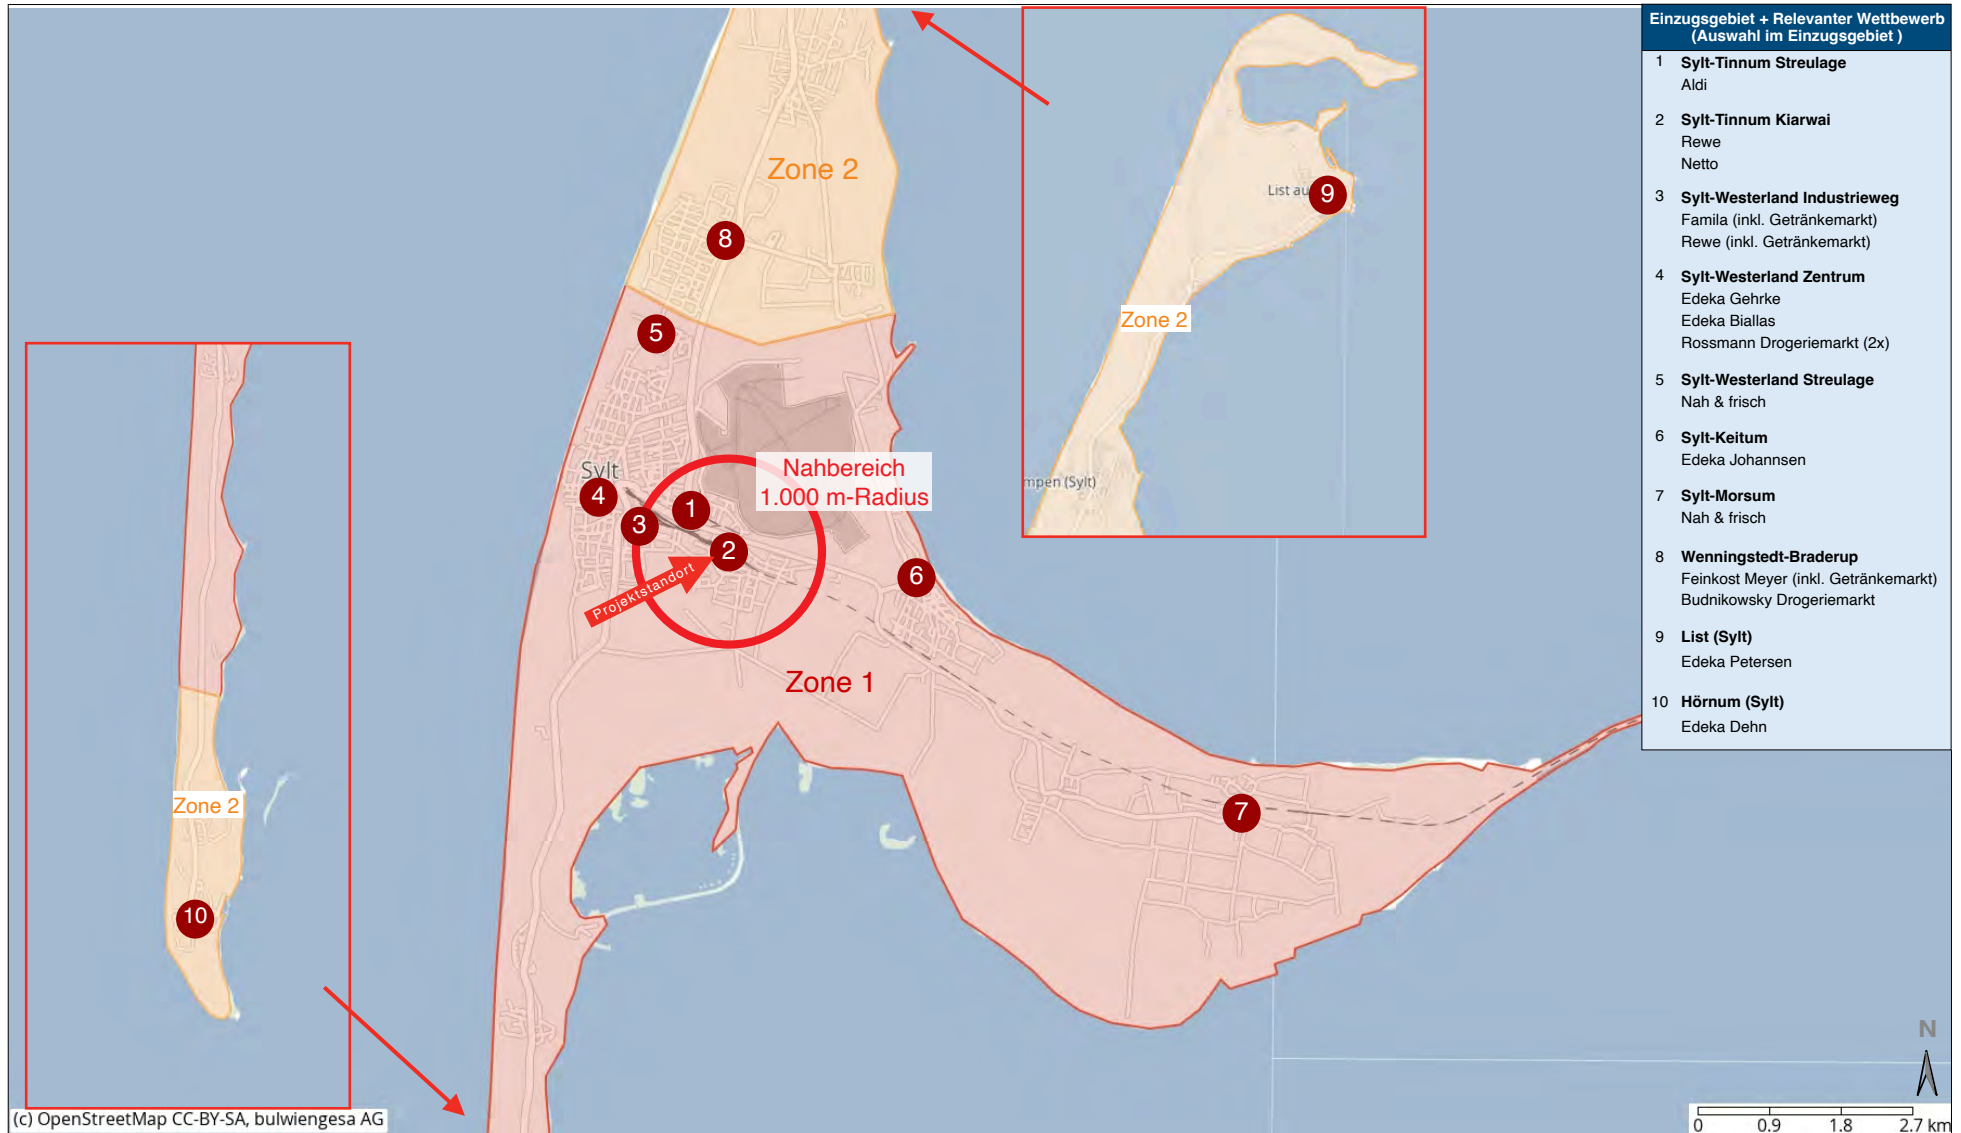 Einzugsgebiet + Relevanter Wettbewerb
(Auswahl im Einzugsgebiet )
1 Sylt-Tinnum Streulage
Aldi
2 Sylt-Tinnum Kiarwai
Rewe
Netto
3 Sylt-Westerland Industrieweg
Famila (inkl. Getränkemarkt)
Rewe (inkl. Getränkemarkt)
4 Sylt-Westerland Zentrum
Edeka Gehrke
Edeka Biallas
Rossmann Drogeriemarkt (2x)
5 Sylt-Westerland Streulage
Nah & frisch
6 Sylt-Keitum
Edeka Johannsen
7 Sylt-Morsum
Nah & frisch
8 Wenningstedt-Braderup
Feinkost Meyer (inkl. Getränkemarkt)
Budnikowsky Drogeriemarkt
9 List (Sylt)
Edeka Petersen
10 Hörnum (Sylt)
Edeka Dehn
Zone 2
8
5
Sylt
4
3
1
2
Nahbereich
1.000 m-Radius
Projektstandort
6
Zone 1
7
List au
9
Zone 2
mpen (Sylt)
Zone 2
10
N
0 0.9 1.8 2.7 km
(c) OpenStreetMap CC-BY-SA, bulwiengesa AG